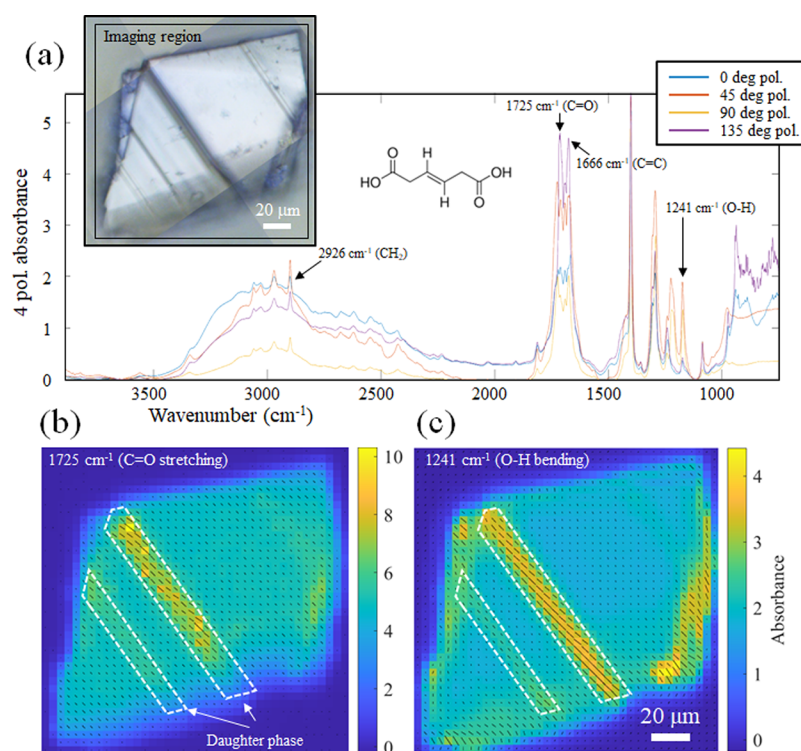 (a)
Imaging region
20 μm
0 deg pol.
45 deg pol.
90 deg pol.
135 deg pol.
1725 cm⁻¹ (C=O)
1666 cm⁻¹ (C=C)
1241 cm⁻¹ (O-H)
2926 cm⁻¹ (CH₂)
O
H
OH
HO
H
O
4 pol. absorbance
5
4
3
2
1
0
3500
3000
2500
2000
1500
1000
Wavenumber (cm⁻¹)
(b)
1725 cm⁻¹ (C=O stretching)
10
8
6
4
2
0
Daughter phase
(c)
1241 cm⁻¹ (O-H bending)
20 μm
4
3
2
1
0
Absorbance